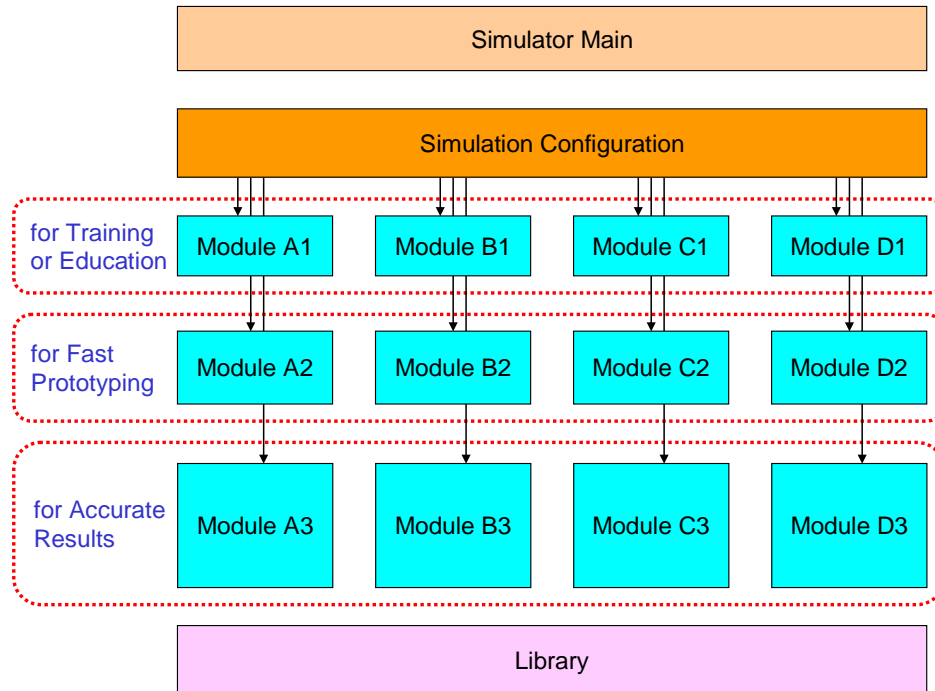 Simulator Main
Simulation Configuration
for Training
or Education
Module A1
Module B1
Module C1
Module D1
for Fast
Prototyping
Module A2
Module B2
Module C2
Module D2
for Accurate
Results
Module A3
Module B3
Module C3
Module D3
Library